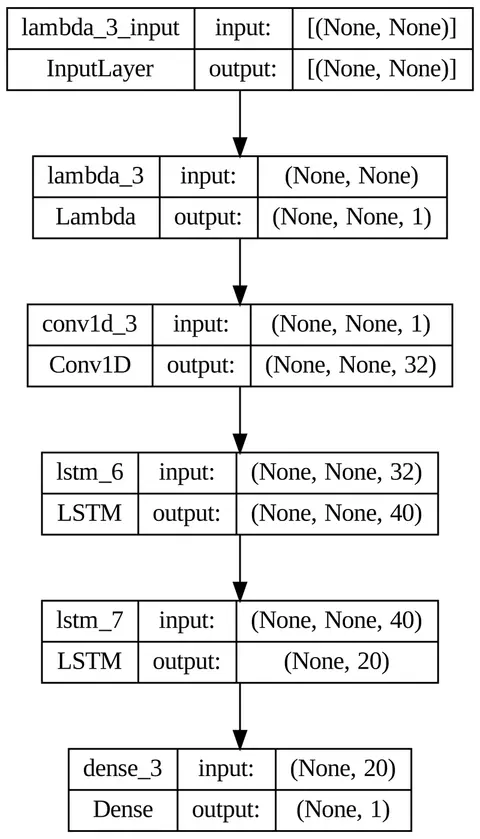 lambda_3_input input: [(None, None)]
InputLayer output: [(None, None)]
lambda_3 input: (None, None)
Lambda output: (None, None, 1)
conv1d_3 input: (None, None, 1)
Conv1D output: (None, None, 32)
lstm_6 input: (None, None, 32)
LSTM output: (None, None, 40)
lstm_7 input: (None, None, 40)
LSTM output: (None, 20)
dense_3 input: (None, 20)
Dense output: (None, 1)